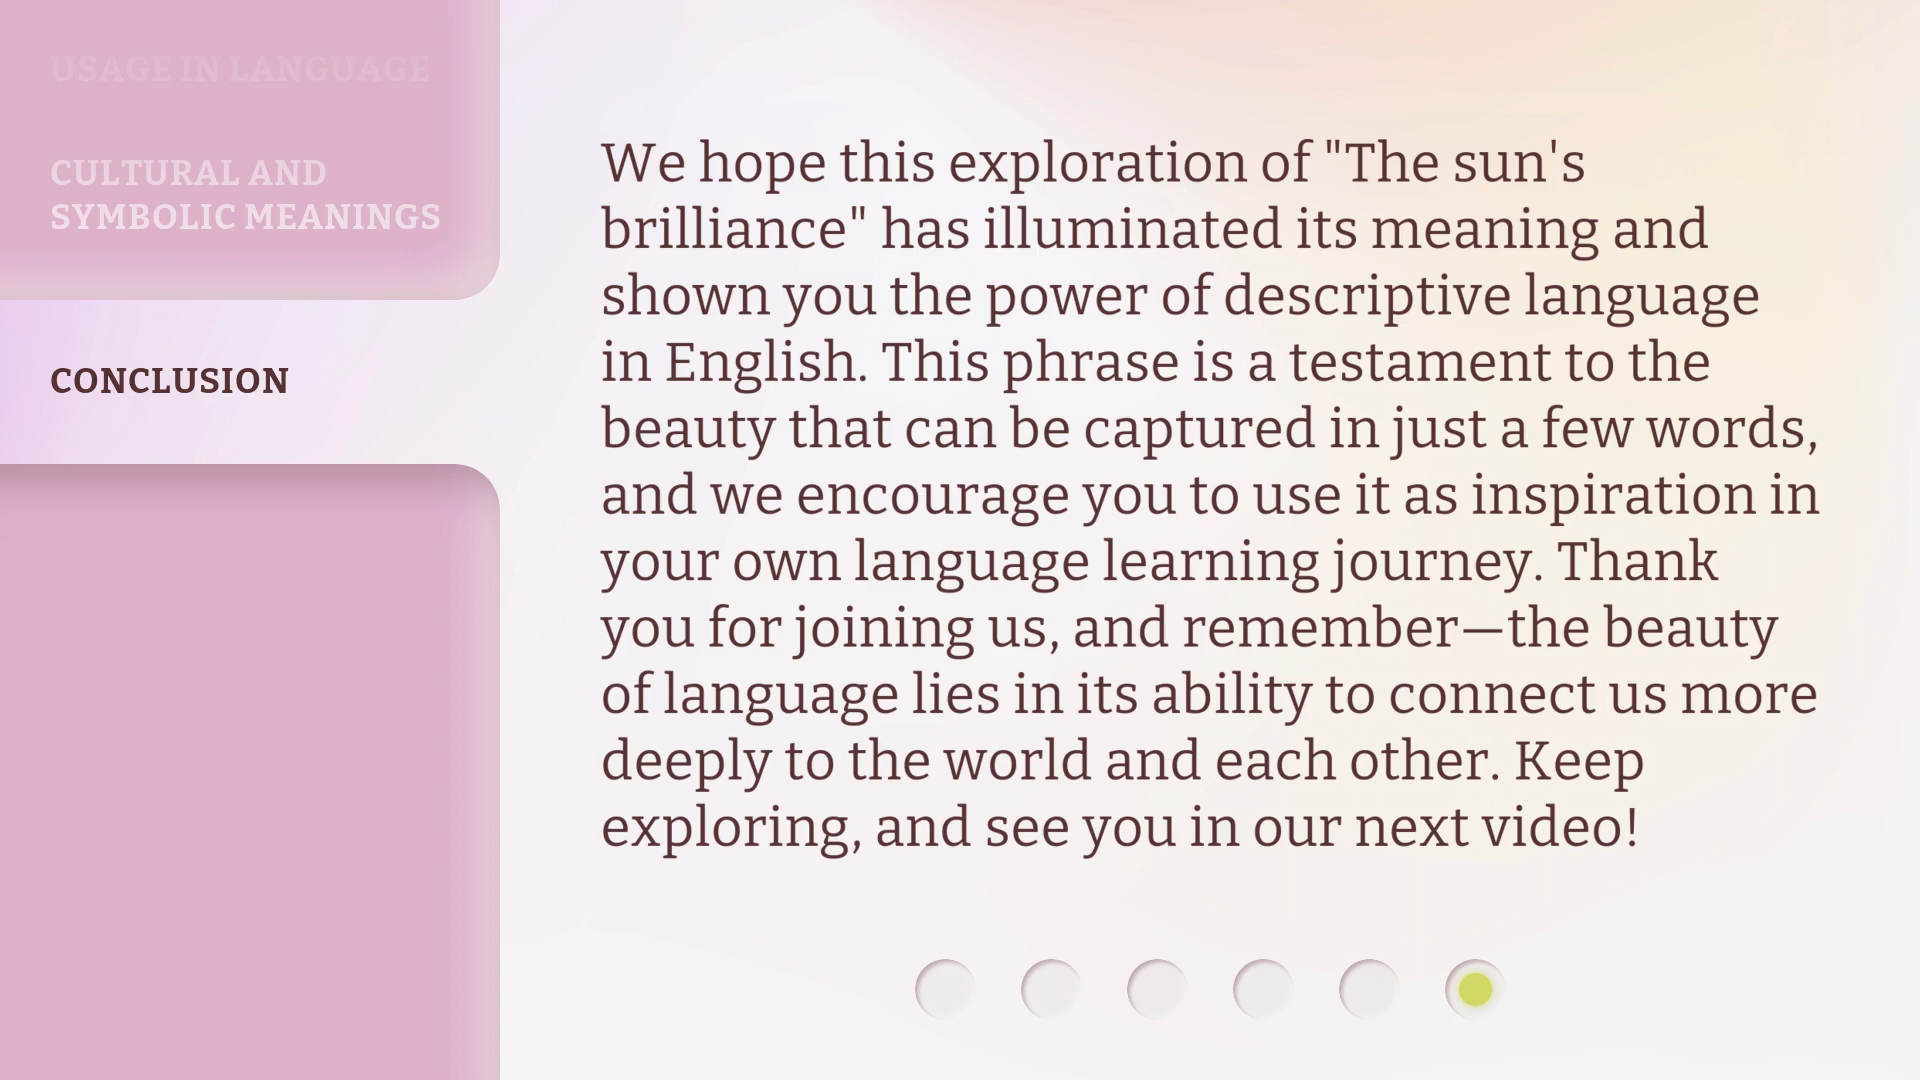 USAGE IN LANGUAGE
CULTURAL AND
SYMBOLIC MEANINGS
CONCLUSION
We hope this exploration of "The sun's
brilliance" has illuminated its meaning and
shown you the power of descriptive language
in English. This phrase is a testament to the
beauty that can be captured in just a few words,
and we encourage you to use it as inspiration in
your own language learning journey. Thank
you for joining us, and remember—the beauty
of language lies in its ability to connect us more
deeply to the world and each other. Keep
exploring, and see you in our next video!